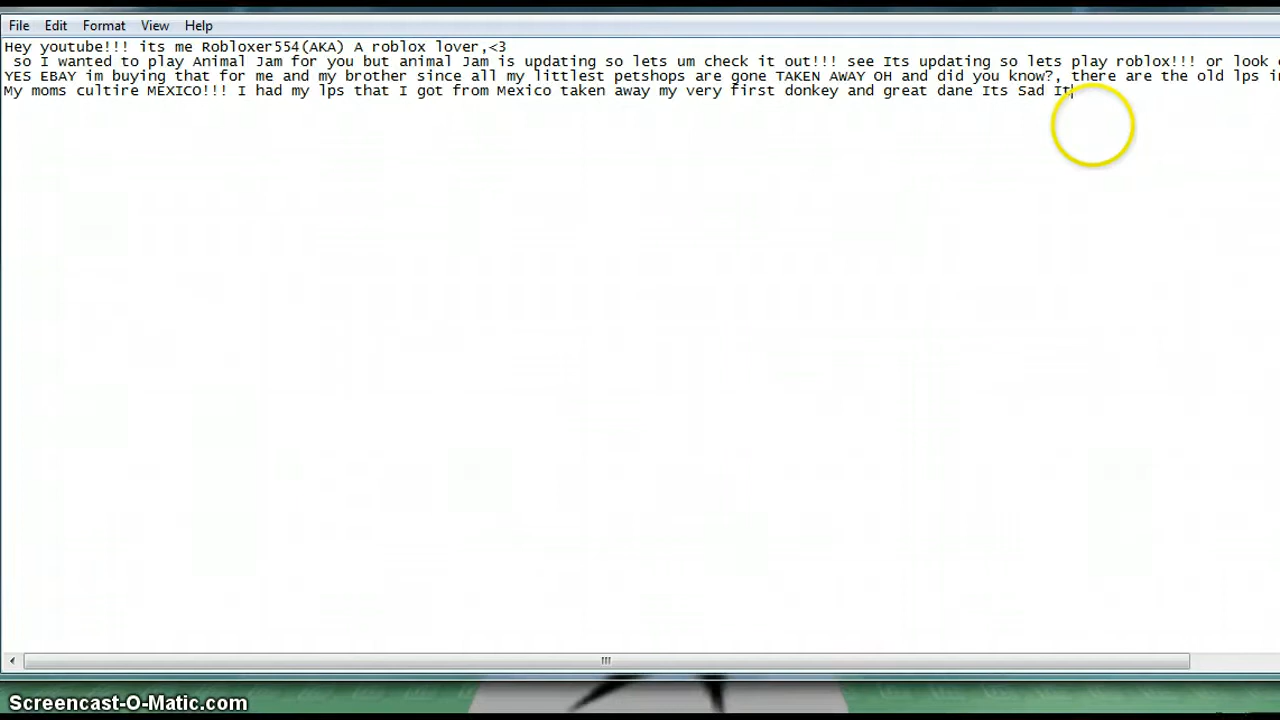 File Edit Format View Help
Hey youtube!!! its me Robloxer554(AKA) A roblox lover,<3
so I wanted to play Animal Jam for you but animal Jam is updating so lets um check it out!!! see Its updating so lets play roblox!!! or look
YES EBAY im buying that for me and my brother since all my littlest petshops are gone TAKEN AWAY OH and did you know?, there are the old lps
My moms cultire MEXICO!!! I had my lps that I got from Mexico taken away my very first donkey and great dane Its Sad It
Screencast-O-Matic.com